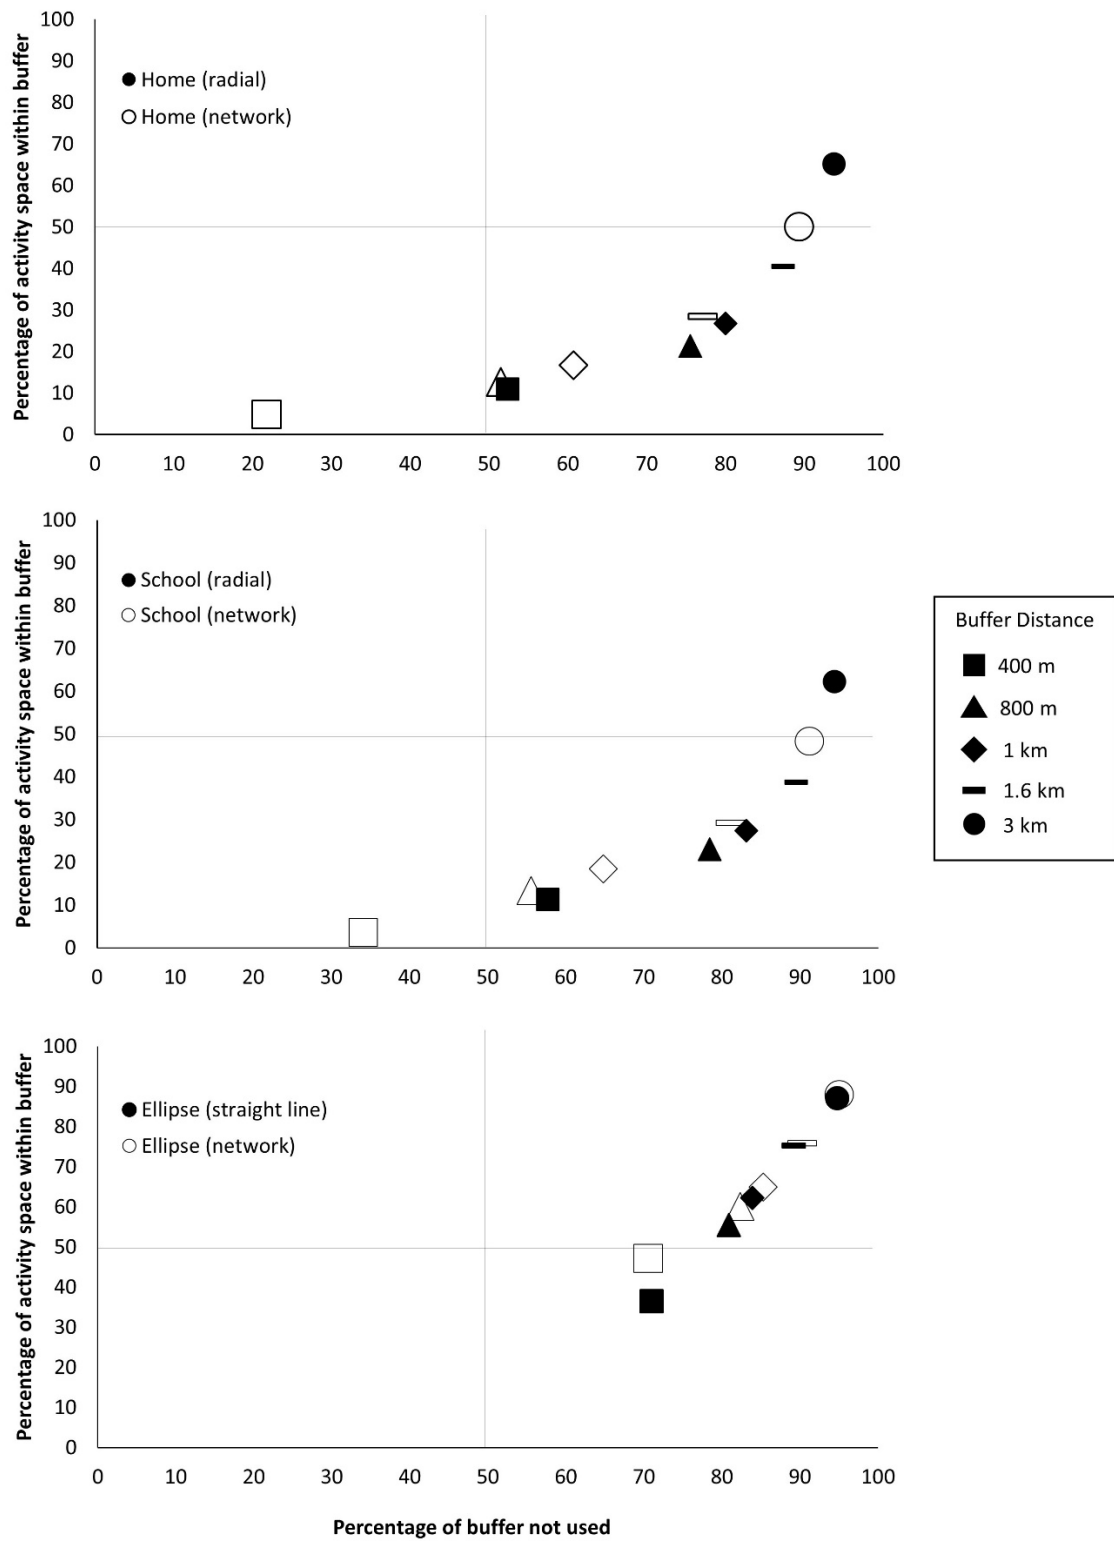 Percentage of activity space within buffer
100
90
80
70
60
50
40
30
20
10
0
Home (radial)
Home (network)
0 10 20 30 40 50 60 70 80 90 100
Percentage of activity space within buffer
100
90
80
70
60
50
40
30
20
10
0
School (radial)
School (network)
0 10 20 30 40 50 60 70 80 90 100
Buffer Distance
400 m
800 m
1 km
1.6 km
3 km
Percentage of activity space within buffer
100
90
80
70
60
50
40
30
20
10
0
Ellipse (straight line)
Ellipse (network)
0 10 20 30 40 50 60 70 80 90 100
Percentage of buffer not used